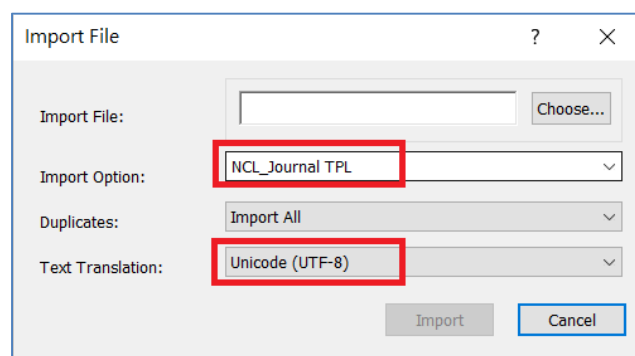 Import File
?
Import File:
Choose...
Import Option:
NCL_Journal TPL
Duplicates:
Import All
Text Translation:
Unicode (UTF-8)
Import
Cancel